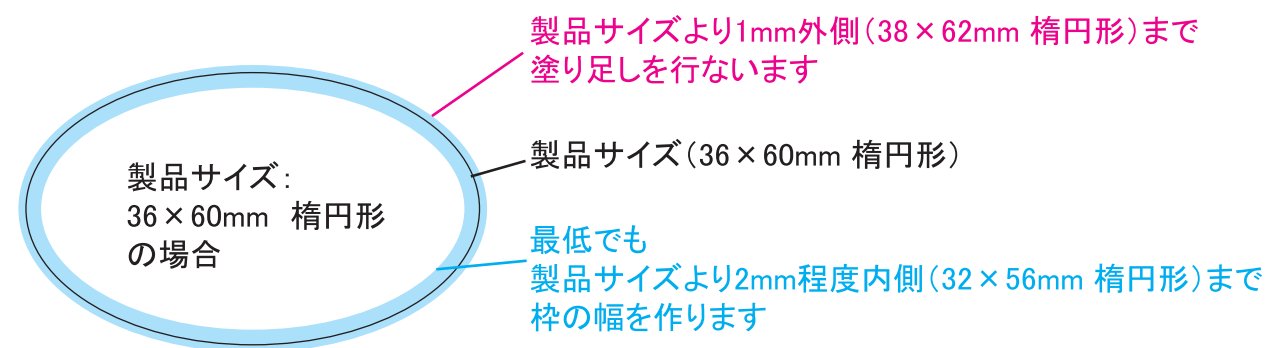 製品サイズより1mm外側（38×62mm 楕円形）まで
塗り足しを行ないます
製品サイズ（36×60mm 楕円形）
製品サイズ：
36×60mm　楕円形
の場合
最低でも
製品サイズより2mm程度内側（32×56mm 楕円形）まで
枠の幅を作ります